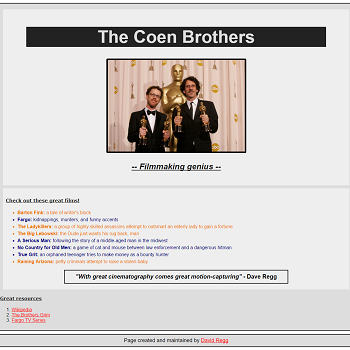 The Coen Brothers
-- Filmmaking genius --
Check out these great films!
Barton Fink: a tale of writer's block
Fargo: kidnappings, murders, and funny accents
The Ladykillers: a group of highly skilled assassins attempt to command an elderly lady to gain a fortune
The Big Lebowski: the Dude just wants his rug back, man
A Serious Man: following the story of a middle-aged man in the midwest
No Country for Old Men: a game of cat and mouse between law enforcement and a dangerous hitman
True Grit: an orphaned teenager tries to make money as a bounty hunter
Raising Arizona: petty criminals attempt to raise a stolen baby
"With great cinematography comes great motion-capturing" - Dave Regg
Great resources
1. Wikipedia
2. The Brothers Grim
3. Fargo TV Series
Page created and maintained by David Regg